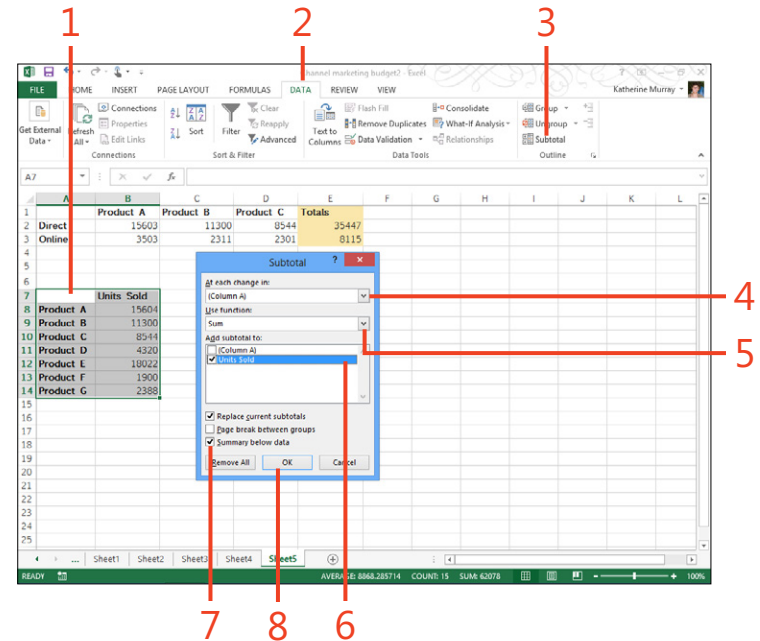 1 2 3
hannel marketing budget2 - Excel ?
FILE HOME INSERT PAGE LAYOUT FORMULAS DATA REVIEW VIEW Katherine Murray
Connections Clear Flash Fill Consolidate Group
Properties Reapply Remove Duplicates What-If Analysis Ungroup
Get External Data Refresh All Edit Links Sort Filter Advanced Text to Columns Data Validation Relationships Subtotal
Connections Sort & Filter Data Tools Outline
A7 fx
A B C D E F G H I J K L
1 Product A Product B Product C Totals
2 Direct 15603 11300 8544 35447
3 Online 3503 2311 2301 8115
4
5 Subtotal ?
6 At each change in:
7 Units Sold (Column A) 4
8 Product A 15604 Use function:
9 Product B 11300 Sum
10 Product C 8544 Add subtotal to:
11 Product D 4320 (Column A) 5
12 Product E 18022 Units Sold
13 Product F 1900
14 Product G 2388
15
16 Replace current subtotals
17 Page break between groups
18 Summary below data
19 Remove All OK Cancel
20
21
22
23
24
25
... Sheet1 Sheet2 Sheet3 Sheet4 Sheet5
READY AVERAGE: 8868.285714 COUNT: 15 SUM: 62078 100%
7 8 6